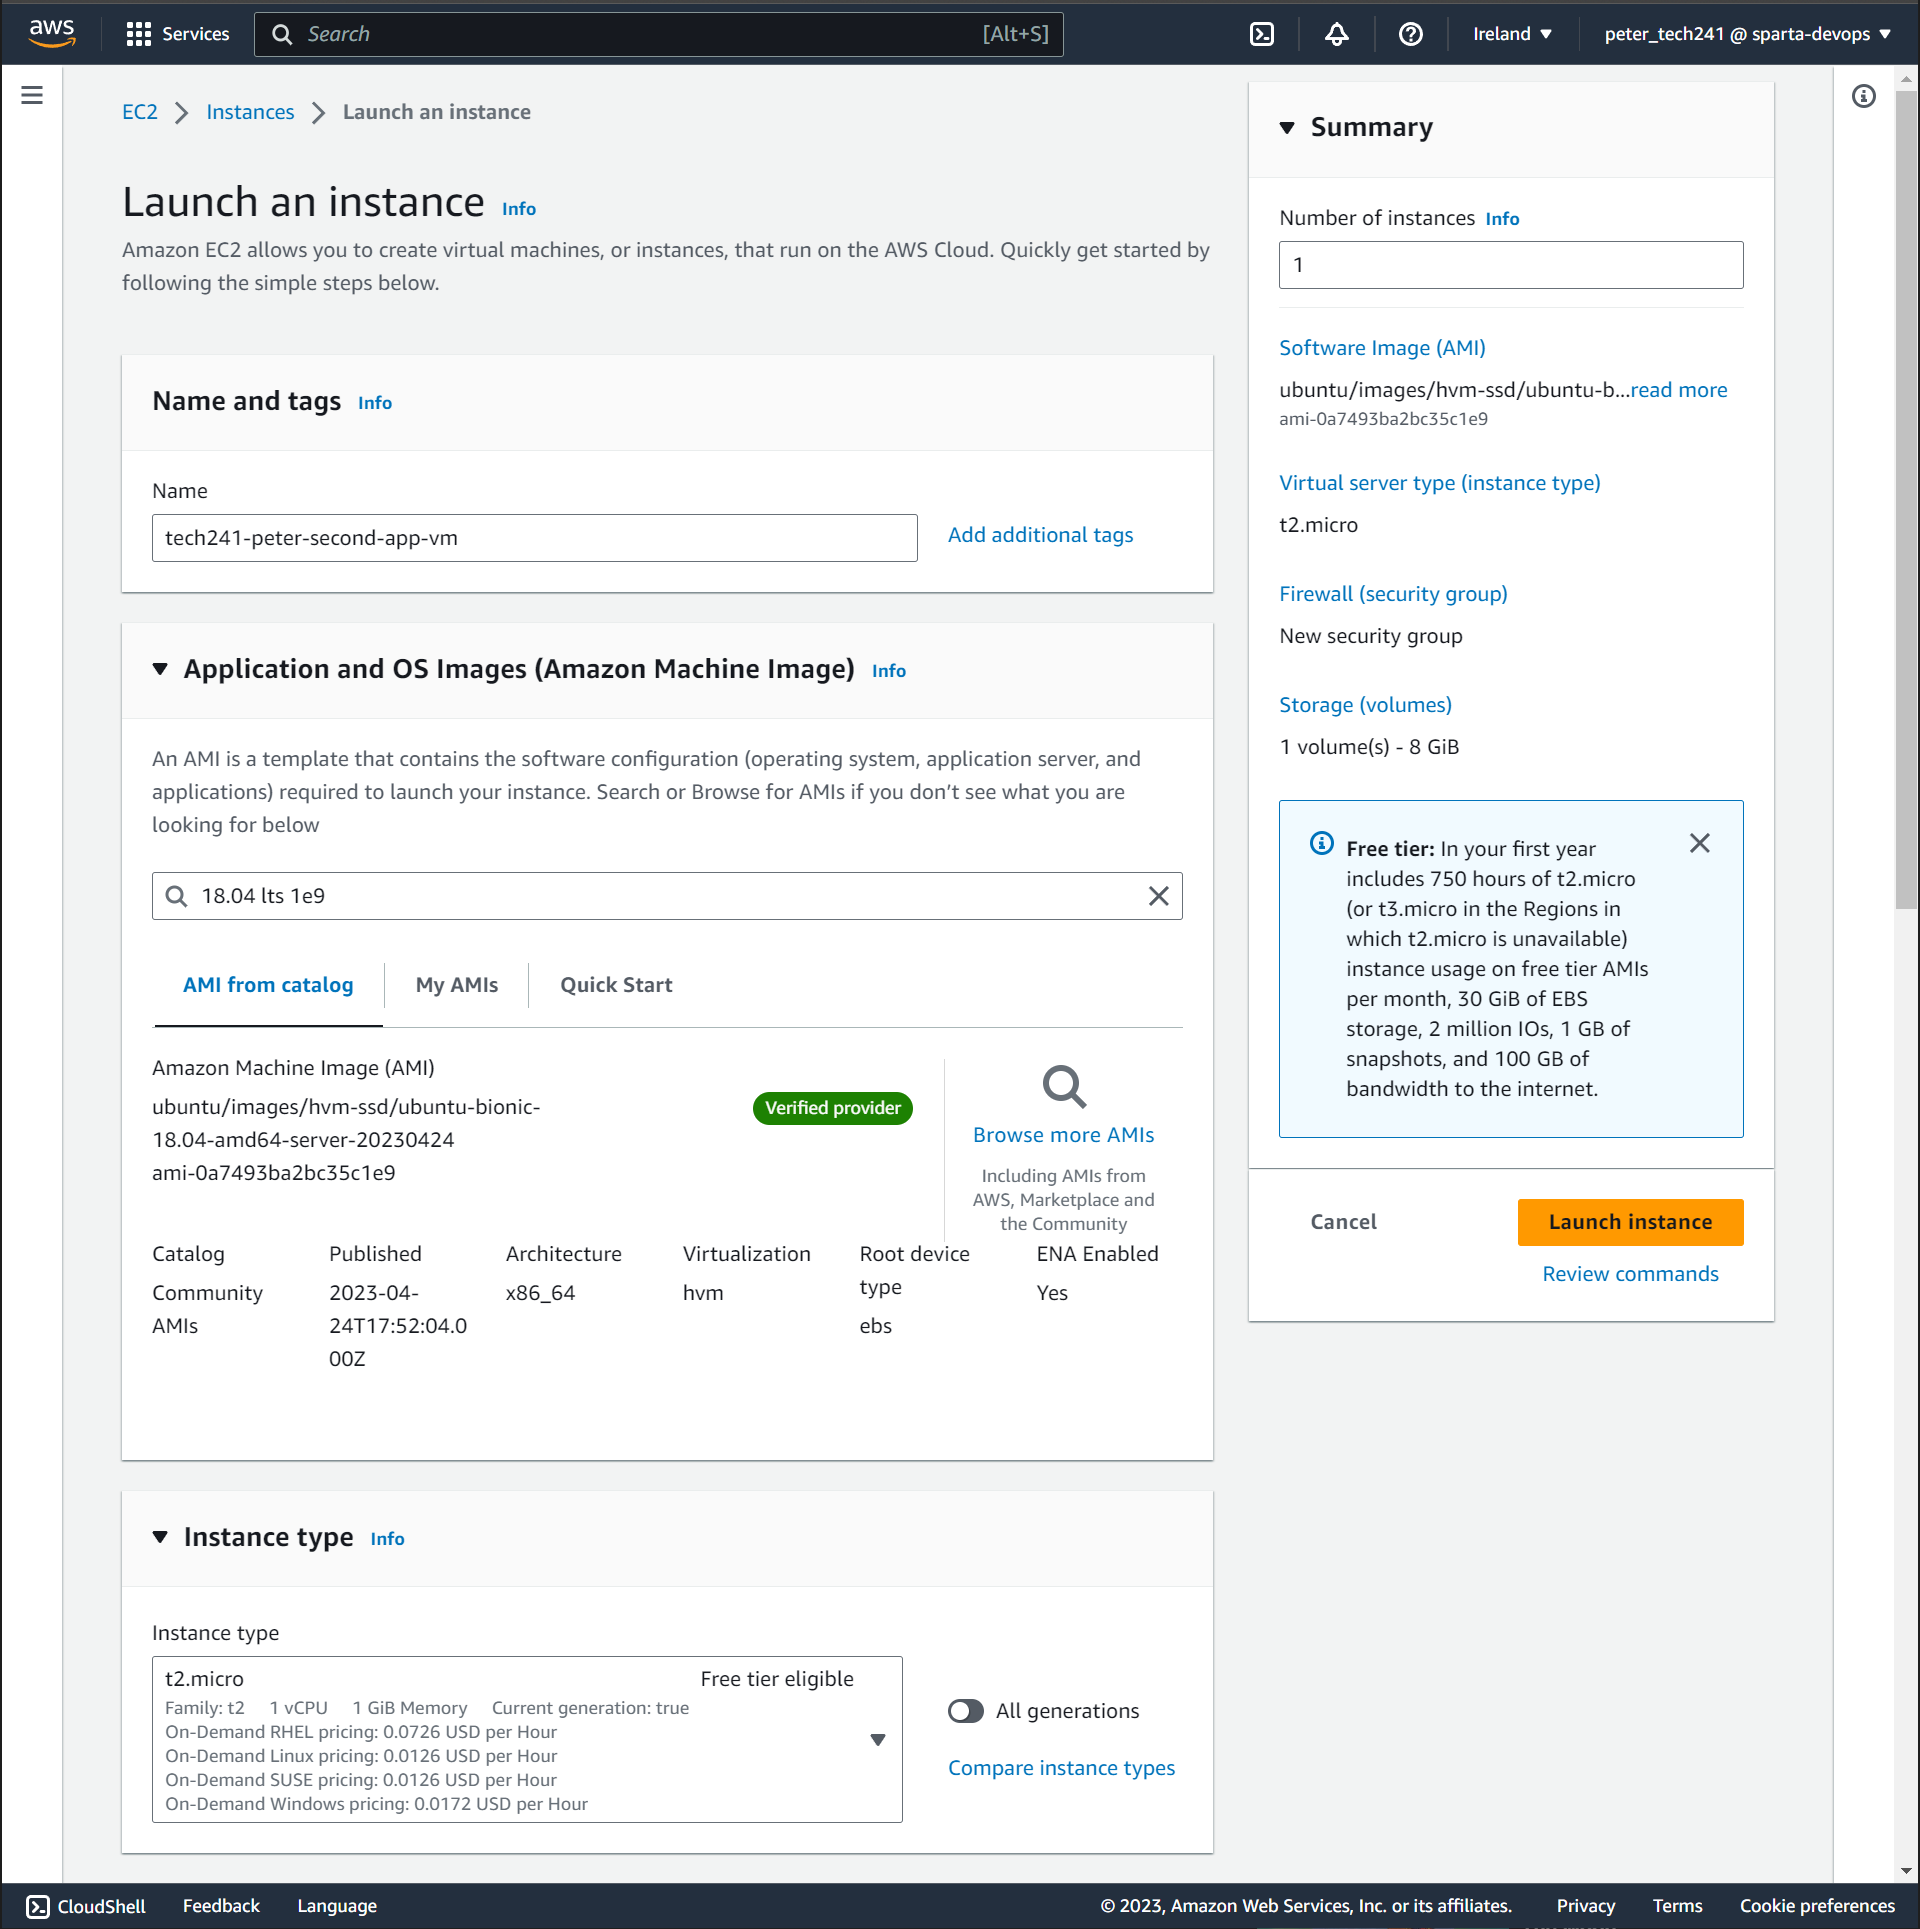 aws
Services
Search [Alt+S]
Ireland
peter_tech241 @ sparta-devops
EC2 Instances Launch an instance
Launch an instance Info
Amazon EC2 allows you to create virtual machines, or instances, that run on the AWS Cloud. Quickly get started by
following the simple steps below.
Name and tags Info
Name
tech241-peter-second-app-vm
Add additional tags
Application and OS Images (Amazon Machine Image) Info
An AMI is a template that contains the software configuration (operating system, application server, and
applications) required to launch your instance. Search or Browse for AMIs if you don’t see what you are
looking for below
18.04 lts 1e9
AMI from catalog My AMIs Quick Start
Amazon Machine Image (AMI)
ubuntu/images/hvm-ssd/ubuntu-bionic-
18.04-amd64-server-20230424
ami-0a7493ba2bc35c1e9
Verified provider
Browse more AMIs
Including AMIs from
AWS, Marketplace and
the Community
Catalog
Community
AMIs
Published
2023-04-
24T17:52:04.0
00Z
Architecture
x86_64
Virtualization
hvm
Root device
type
ebs
ENA Enabled
Yes
Instance type Info
Instance type
t2.micro Free tier eligible
Family: t2 1 vCPU 1 GiB Memory Current generation: true
On-Demand RHEL pricing: 0.0726 USD per Hour
On-Demand Linux pricing: 0.0126 USD per Hour
On-Demand SUSE pricing: 0.0126 USD per Hour
On-Demand Windows pricing: 0.0172 USD per Hour
All generations
Compare instance types
Summary
Number of instances Info
1
Software Image (AMI)
ubuntu/images/hvm-ssd/ubuntu-b...read more
ami-0a7493ba2bc35c1e9
Virtual server type (instance type)
t2.micro
Firewall (security group)
New security group
Storage (volumes)
1 volume(s) - 8 GiB
Free tier: In your first year
includes 750 hours of t2.micro
(or t3.micro in the Regions in
which t2.micro is unavailable)
instance usage on free tier AMIs
per month, 30 GiB of EBS
storage, 2 million IOs, 1 GB of
snapshots, and 100 GB of
bandwidth to the internet.
Cancel
Launch instance
Review commands
CloudShell Feedback Language
© 2023, Amazon Web Services, Inc. or its affiliates. Privacy Terms Cookie preferences